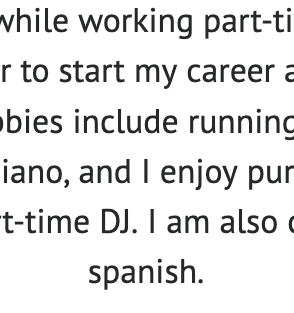 while working part-ti
r to start my career a
bies include running
iano, and I enjoy pur
t-time DJ. I am also
spanish.